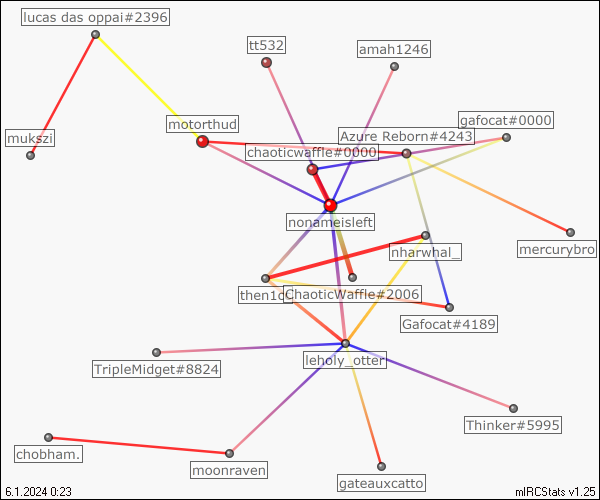 lucas das oppai#2396
tt532
amah1246
gafocat#0000
motorthud
Azure Reborn#4243
mukszi
chaoticwaffle#0000
nonameisleft
mercurybro
nharwhal_
ChaoticWaffle#2006
Gafocat#4189
leholy_otter
TripleMidget#8824
Thinker#5995
chobham.
moonraven
gateauxcatto
6.1.2024 0:23
mIRCStats v1.25